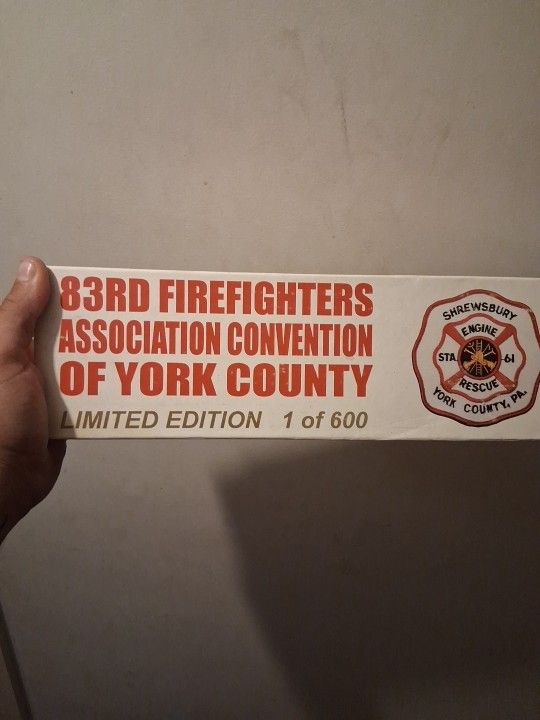 83RD FIREFIGHTERS
ASSOCIATION CONVENTION
OF YORK COUNTY
LIMITED EDITION 1 of 600
SHREWSBURY
ENGINE
STA. 61
RESCUE
YORK COUNTY, PA.